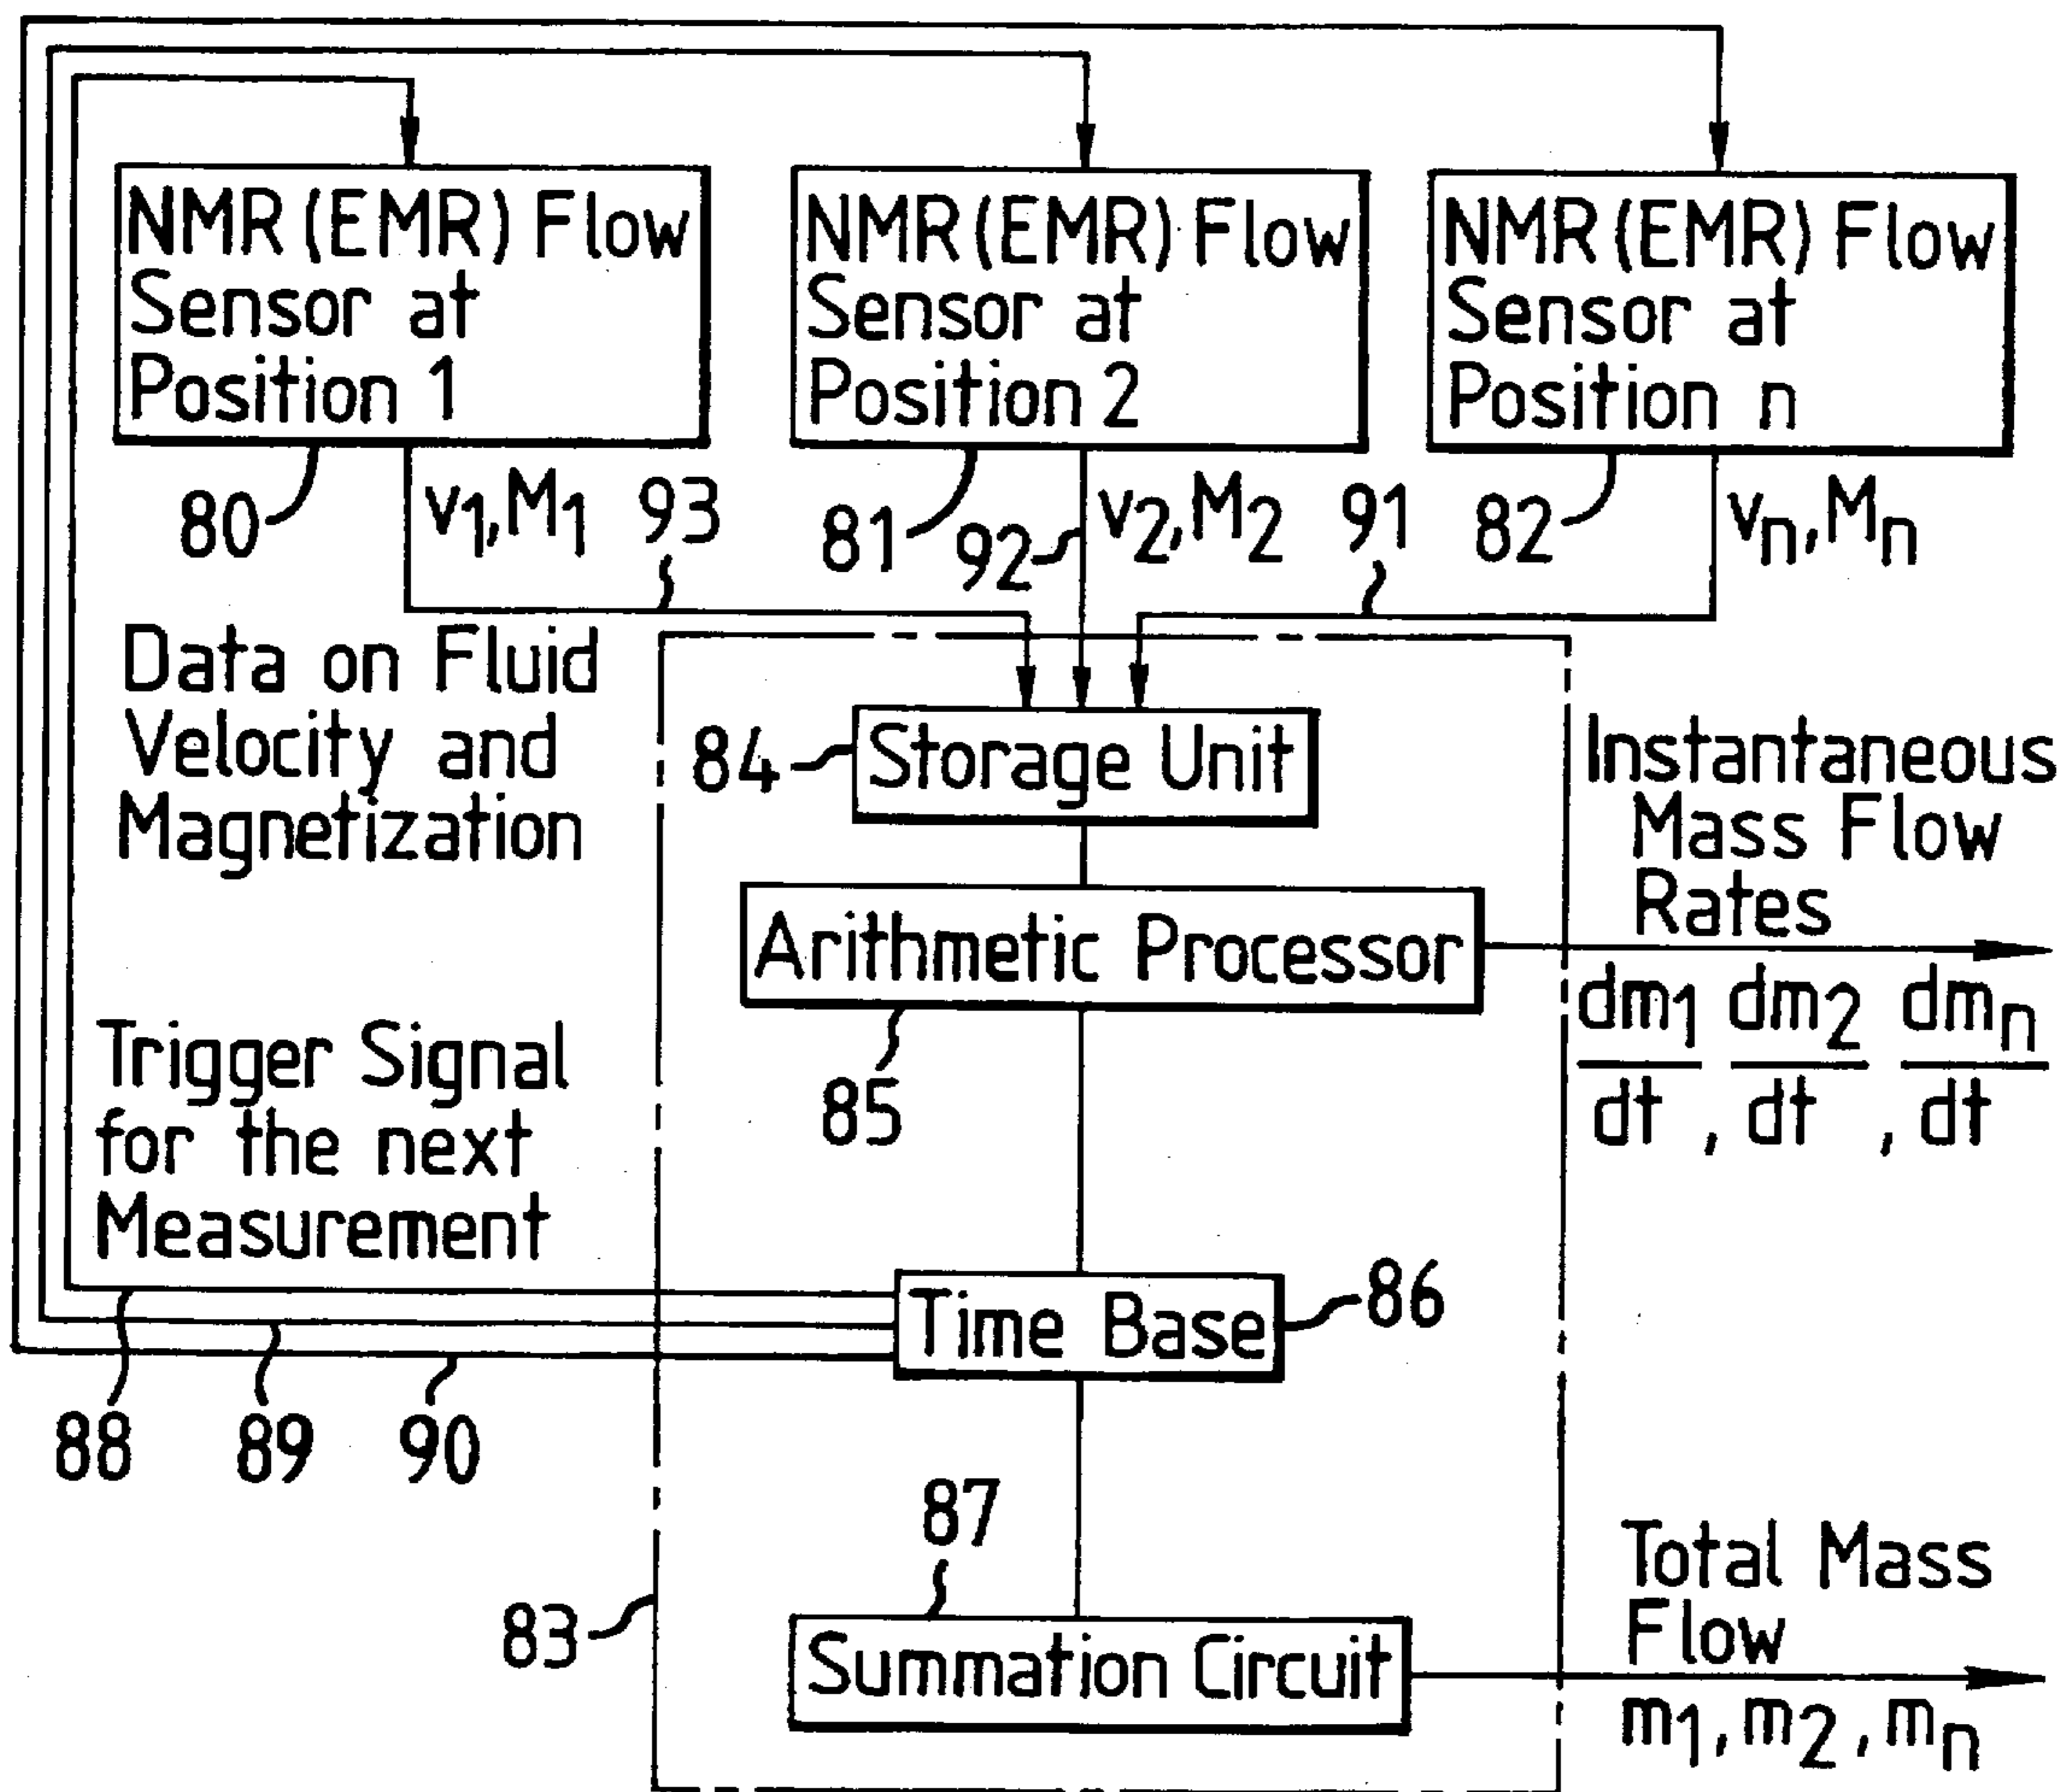 NMR (EMR) Flow
Sensor at
Position 1
NMR (EMR) Flow
Sensor at
Position 2
NMR (EMR) Flow
Sensor at
Position n
80
v1,M1
93
81
92
v2,M2
91
82
vn,Mn
Data on Fluid
Velocity and
Magnetization
84
Storage Unit
Instantaneous
Mass Flow
Rates
Arithmetic Processor
85
dm1/dt, dm2/dt, dmn/dt
Trigger Signal
for the next
Measurement
Time Base
86
88
89
90
87
83
Summation Circuit
Total Mass
Flow
m1,m2,mn